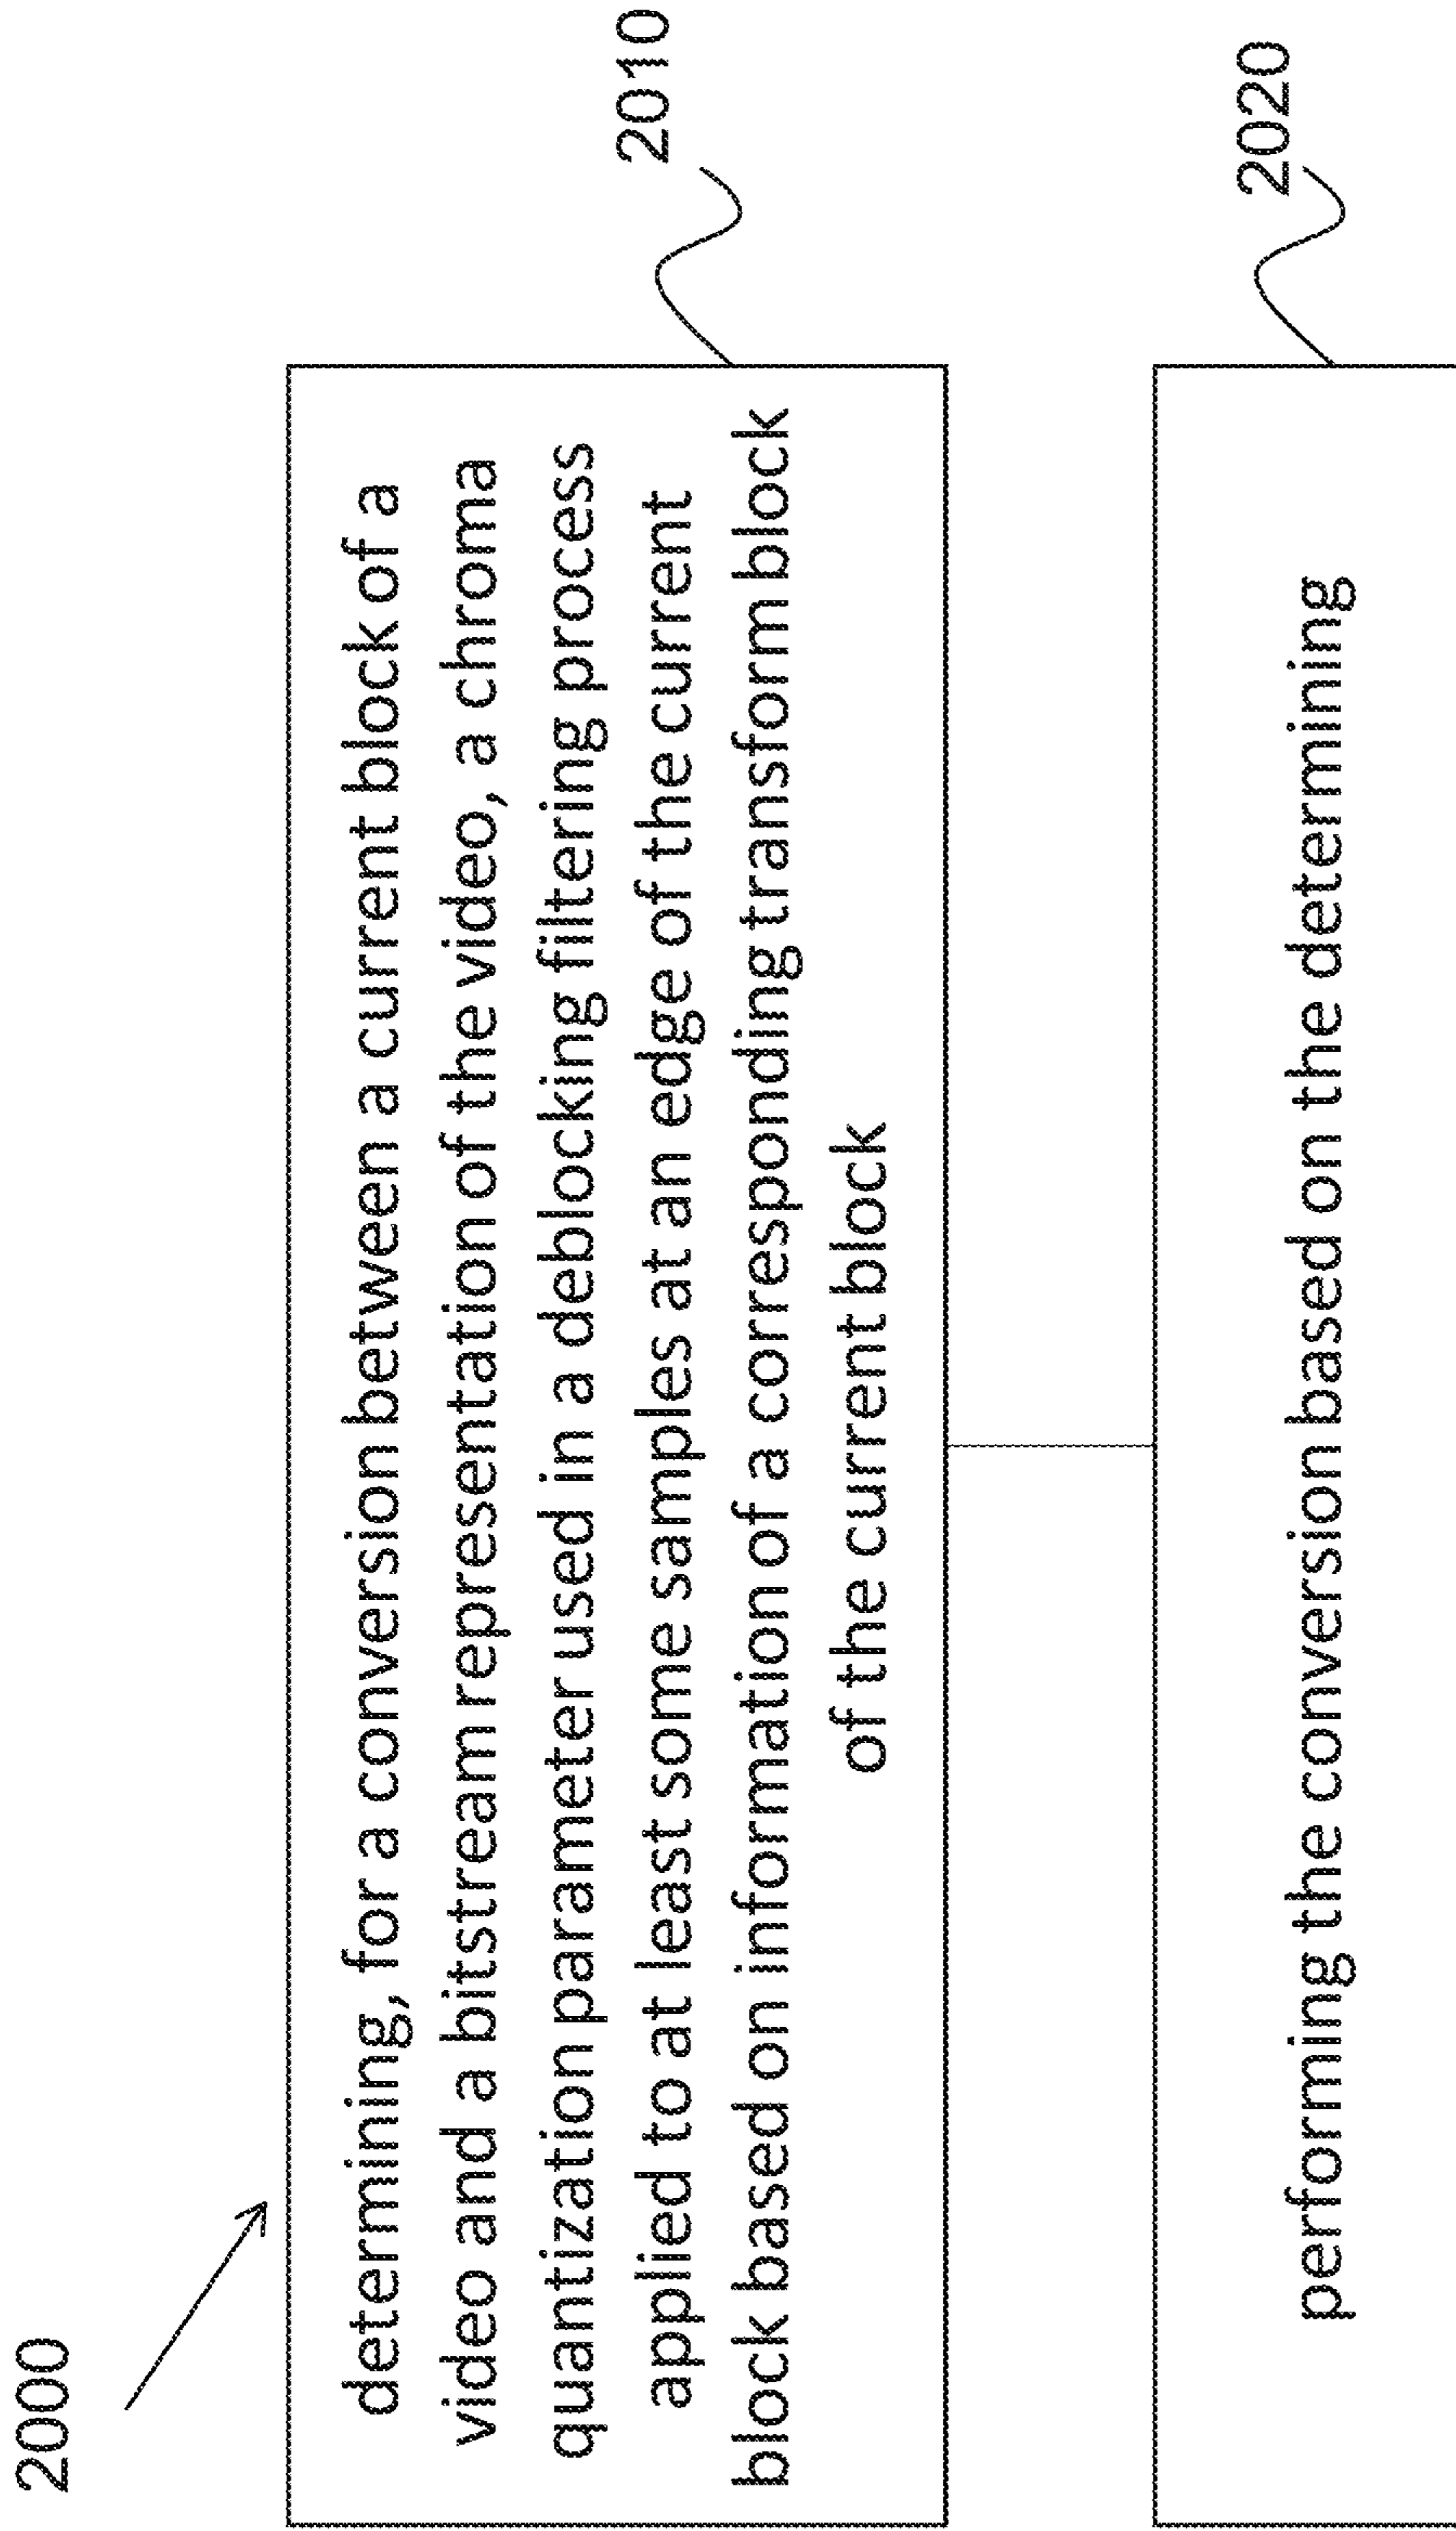 2000
determining, for a conversion between a current block of a
video and a bitstream representation of the video, a chroma
quantization parameter used in a deblocking filtering process
applied to at least some samples at an edge of the current
block based on information of a corresponding transform block
of the current block
2010
performing the conversion based on the determining
2020